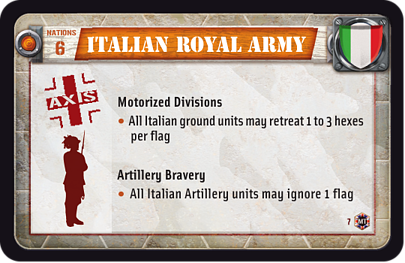 NATIONS
6
ITALIAN ROYAL ARMY
AXIS
Motorized Divisions
• All Italian ground units may retreat 1 to 3 hexes
per flag
Artillery Bravery
• All Italian Artillery units may ignore 1 flag
7
MT